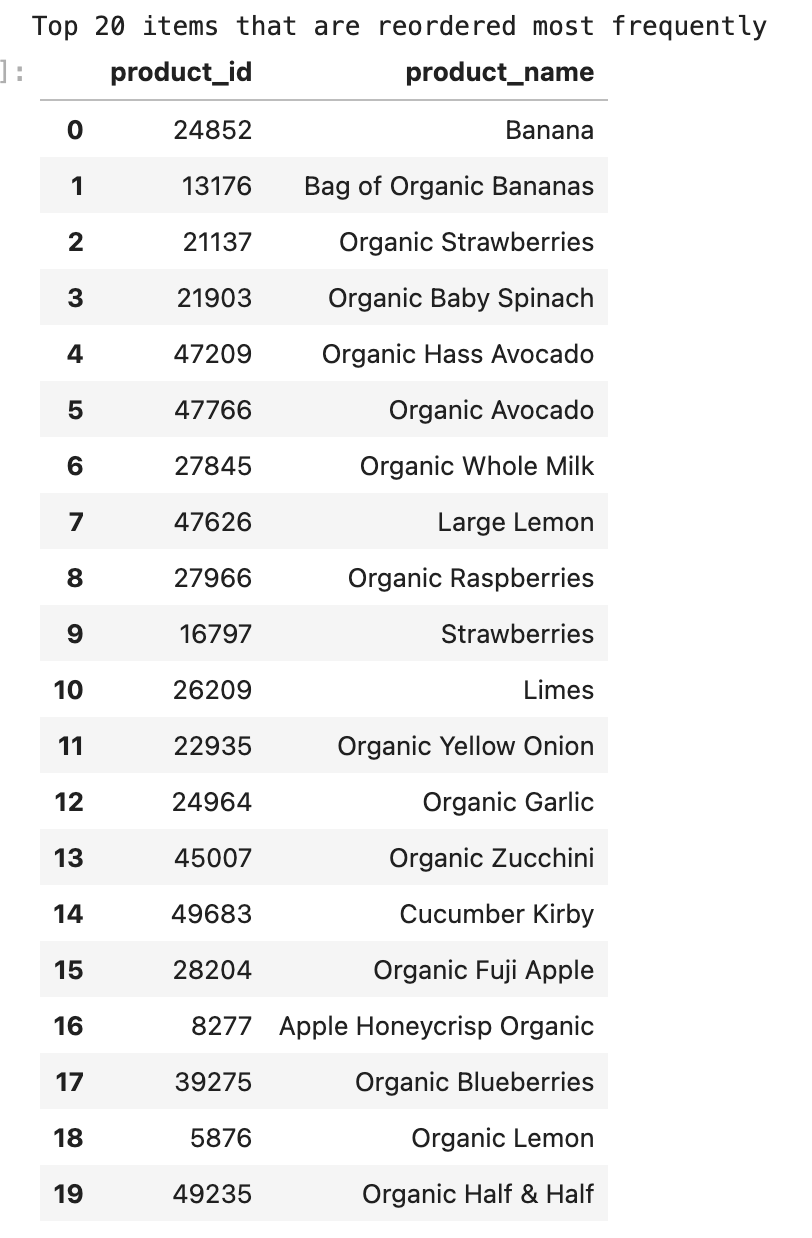 Top 20 items that are reordered most frequently
]:
product_id product_name
0 24852 Banana
1 13176 Bag of Organic Bananas
2 21137 Organic Strawberries
3 21903 Organic Baby Spinach
4 47209 Organic Hass Avocado
5 47766 Organic Avocado
6 27845 Organic Whole Milk
7 47626 Large Lemon
8 27966 Organic Raspberries
9 16797 Strawberries
10 26209 Limes
11 22935 Organic Yellow Onion
12 24964 Organic Garlic
13 45007 Organic Zucchini
14 49683 Cucumber Kirby
15 28204 Organic Fuji Apple
16 8277 Apple Honeycrisp Organic
17 39275 Organic Blueberries
18 5876 Organic Lemon
19 49235 Organic Half & Half